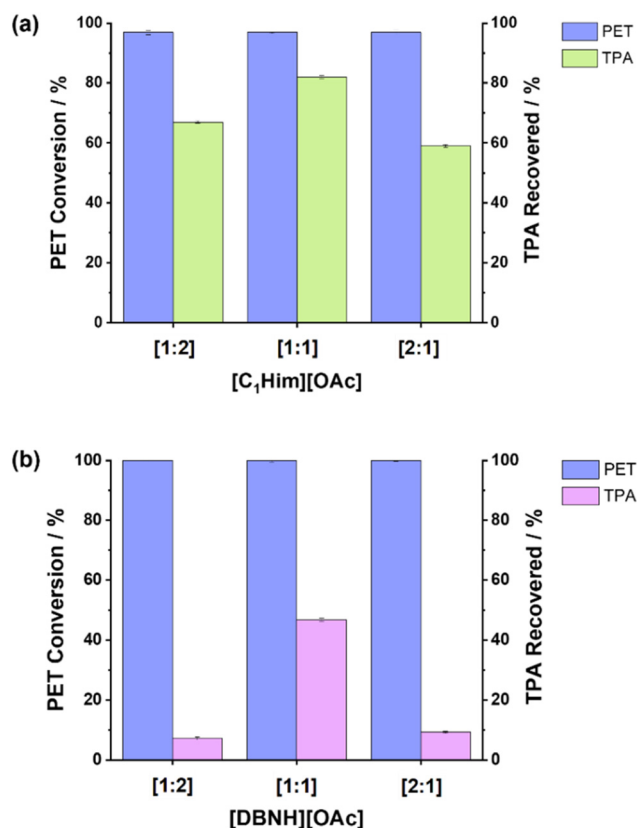 (a)
PET
TPA
PET Conversion / %
100
80
60
40
20
0
TPA Recovered / %
100
80
60
40
20
0
[1:2] [1:1] [2:1]
[C₁Him][OAc]
(b)
PET
TPA
PET Conversion / %
100
80
60
40
20
0
TPA Recovered / %
100
80
60
40
20
0
[1:2] [1:1] [2:1]
[DBNH][OAc]